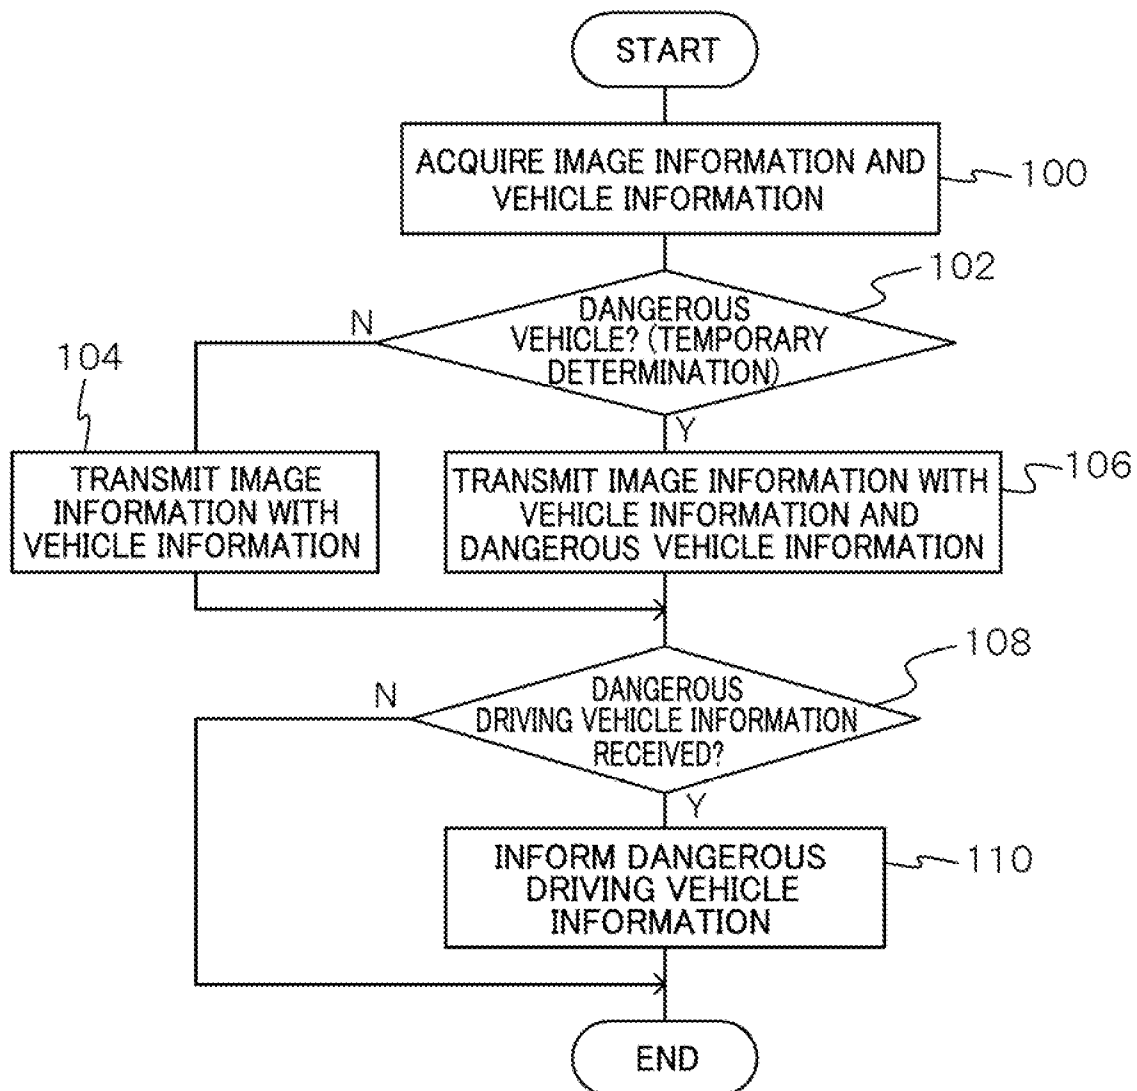 START
ACQUIRE IMAGE INFORMATION AND
VEHICLE INFORMATION
100
102
DANGEROUS
VEHICLE? (TEMPORARY
DETERMINATION)
N
Y
104
TRANSMIT IMAGE
INFORMATION WITH
VEHICLE INFORMATION
106
TRANSMIT IMAGE INFORMATION WITH
VEHICLE INFORMATION AND
DANGEROUS VEHICLE INFORMATION
108
DANGEROUS
DRIVING VEHICLE INFORMATION
RECEIVED?
N
Y
INFORM DANGEROUS
DRIVING VEHICLE
INFORMATION
110
END